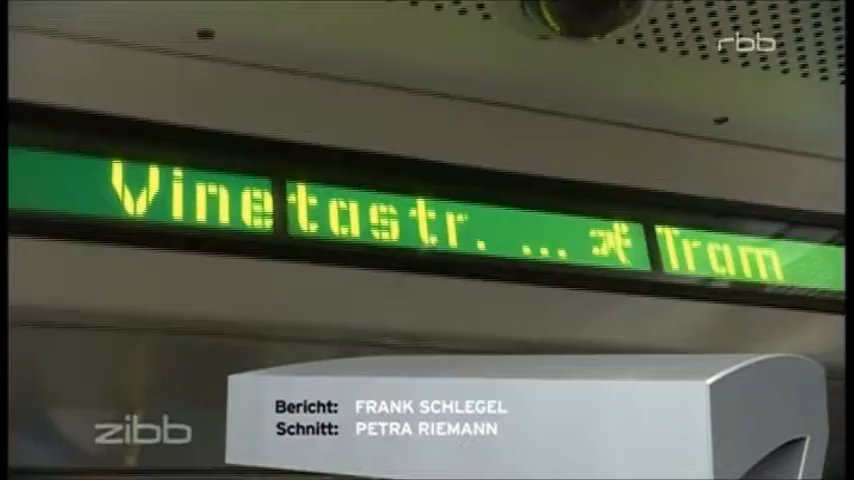 rbb
Vinetastr. ... Tram
zibb
Bericht: FRANK SCHLEGEL
Schnitt: PETRA RIEMANN